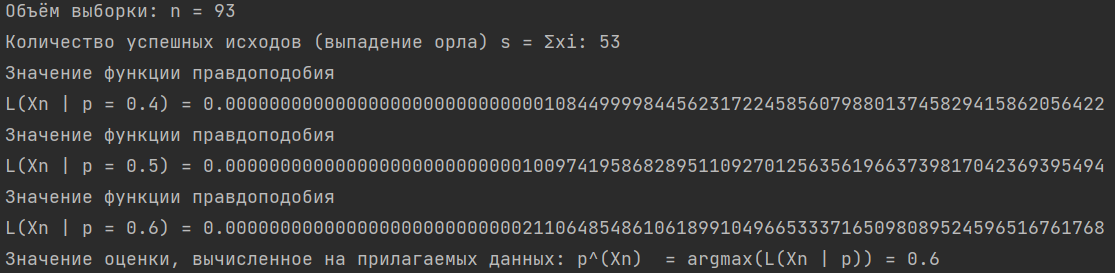 Объём выборки: n = 93
Количество успешных исходов (выпадение орла) s = Σxi: 53
Значение функции правдоподобия
L(Xn | p = 0.4) = 0.00000000000000000000000000000108449999844562317224585607988013745829415862056422
Значение функции правдоподобия
L(Xn | p = 0.5) = 0.00000000000000000000000000010097419586828951109270125635619663739817042369395494
Значение функции правдоподобия
L(Xn | p = 0.6) = 0.00000000000000000000000000021106485486106189910496653337165098089524596516761768
Значение оценки, вычисленное на прилагаемых данных: p^(Xn)  = argmax(L(Xn | p)) = 0.6